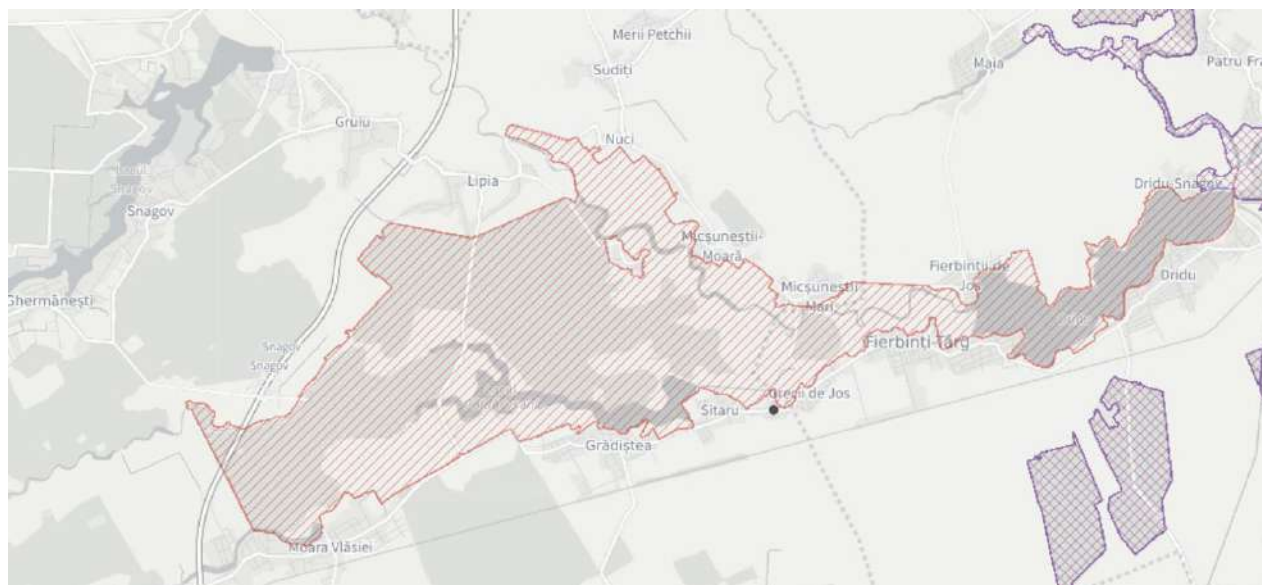 Merii Petchii
Sudiți
Maia
Patru Fra
Gruiu
Nuci
Lipia
Dridu-Snagov
Snagov
Micșuneștii-
Moară
Fierbinții de
Jos
Dridu
Ghermănești
Micșuneștii
Mari
Fierbinți-Târg
Snagov
Snagov
Grecii de Jos
Sitaru
Grădiștea
Moara Vlăsiei